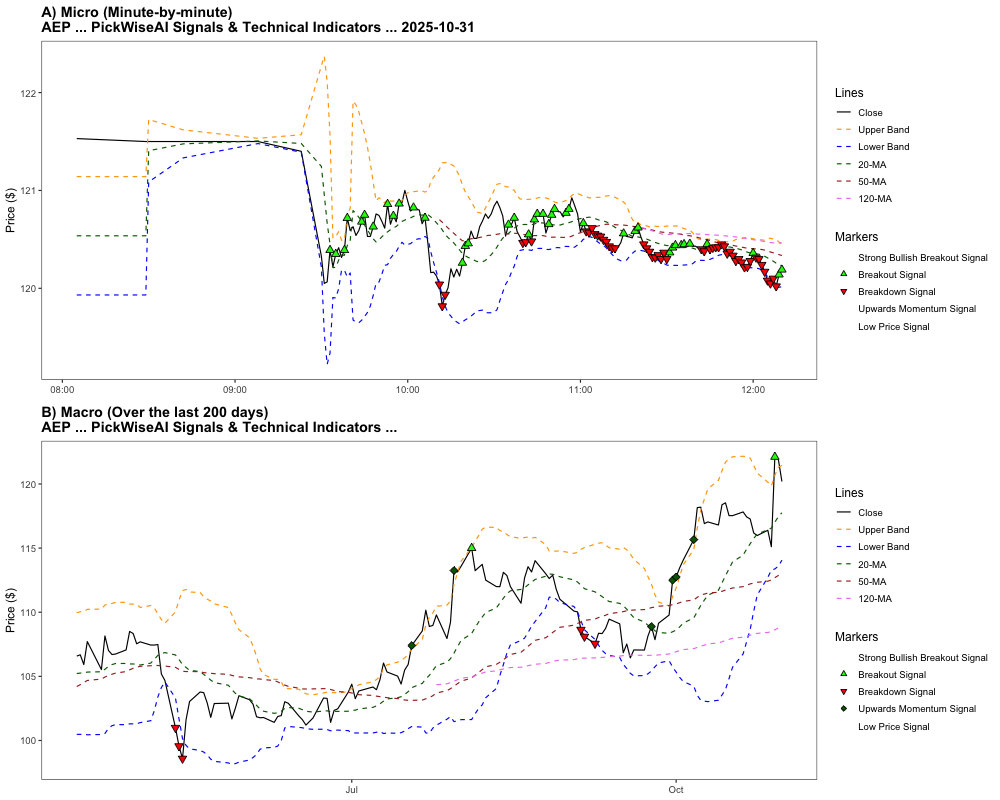 A) Micro (Minute-by-minute)
AEP ... PickWiseAI Signals & Technical Indicators ... 2025-10-31
Price ($)
122
121
120
08:00
09:00
10:00
11:00
12:00
Lines
Close
Upper Band
Lower Band
20-MA
50-MA
120-MA
Markers
Strong Bullish Breakout Signal
Breakout Signal
Breakdown Signal
Upwards Momentum Signal
Low Price Signal
B) Macro (Over the last 200 days)
AEP ... PickWiseAI Signals & Technical Indicators ...
Price ($)
120
115
110
105
100
Jul
Oct
Lines
Close
Upper Band
Lower Band
20-MA
50-MA
120-MA
Markers
Strong Bullish Breakout Signal
Breakout Signal
Breakdown Signal
Upwards Momentum Signal
Low Price Signal